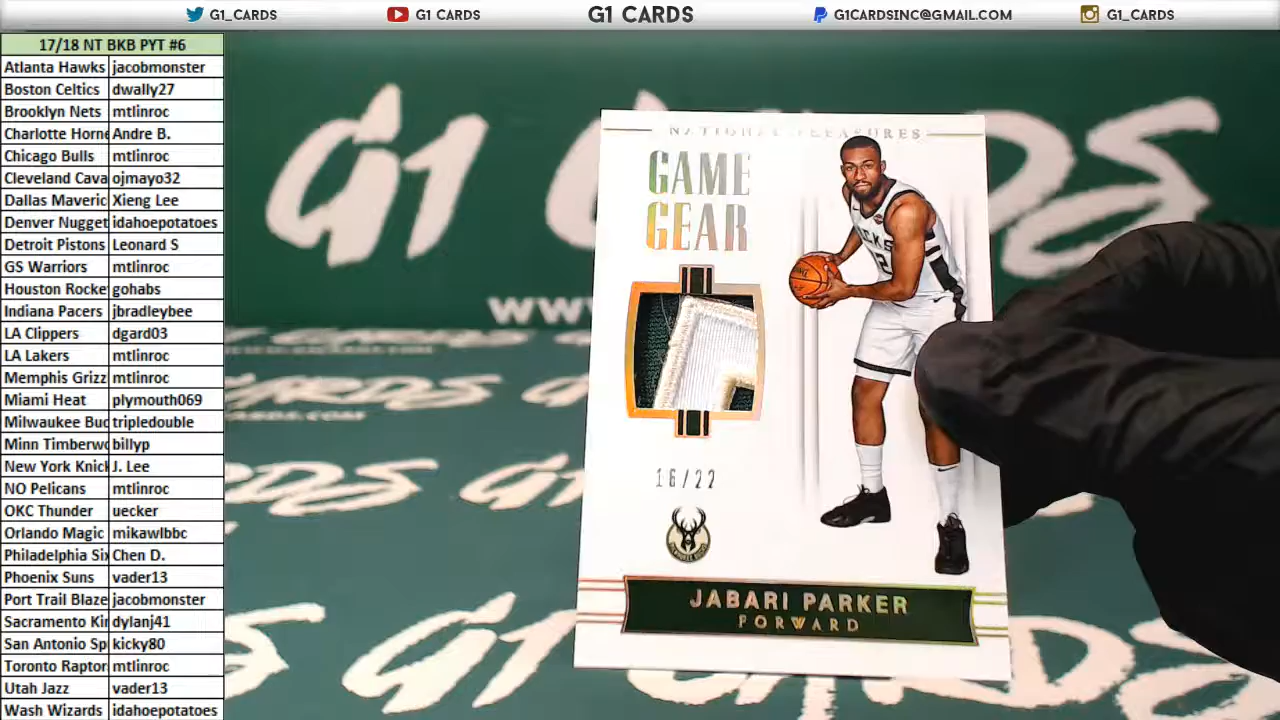 G1_CARDS
G1 CARDS
G1 CARDS
G1CARDSINC@GMAIL.COM
G1_CARDS
17/18 NT BKB PYT #6
Atlanta Hawks jacobmonster
Boston Celtics dwally27
Brooklyn Nets mtlinroc
Charlotte Horne Andre B.
Chicago Bulls mtlinroc
Cleveland Cava ojmayo32
Dallas Maveric Xieng Lee
Denver Nugget idahoepotatoes
Detroit Pistons Leonard S
GS Warriors mtlinroc
Houston Rocke gohabs
Indiana Pacers jbradleybee
LA Clippers dgard03
LA Lakers mtlinroc
Memphis Grizz mtlinroc
Miami Heat plymouth069
Milwaukee Buc tripledouble
Minn Timberwo billyp
New York Knick J. Lee
NO Pelicans mtlinroc
OKC Thunder uecker
Orlando Magic mikawlbbc
Philadelphia Six Chen D.
Phoenix Suns vader13
Port Trail Blaze jacobmonster
Sacramento Kin dylanj41
San Antonio Sp kicky80
Toronto Raptor mtlinroc
Utah Jazz vader13
Wash Wizards idahoepotatoes
NATIONAL TREASURES
GAME
GEAR
16/22
JABARI PARKER
FORWARD
G1
WWW
CARDS
G1